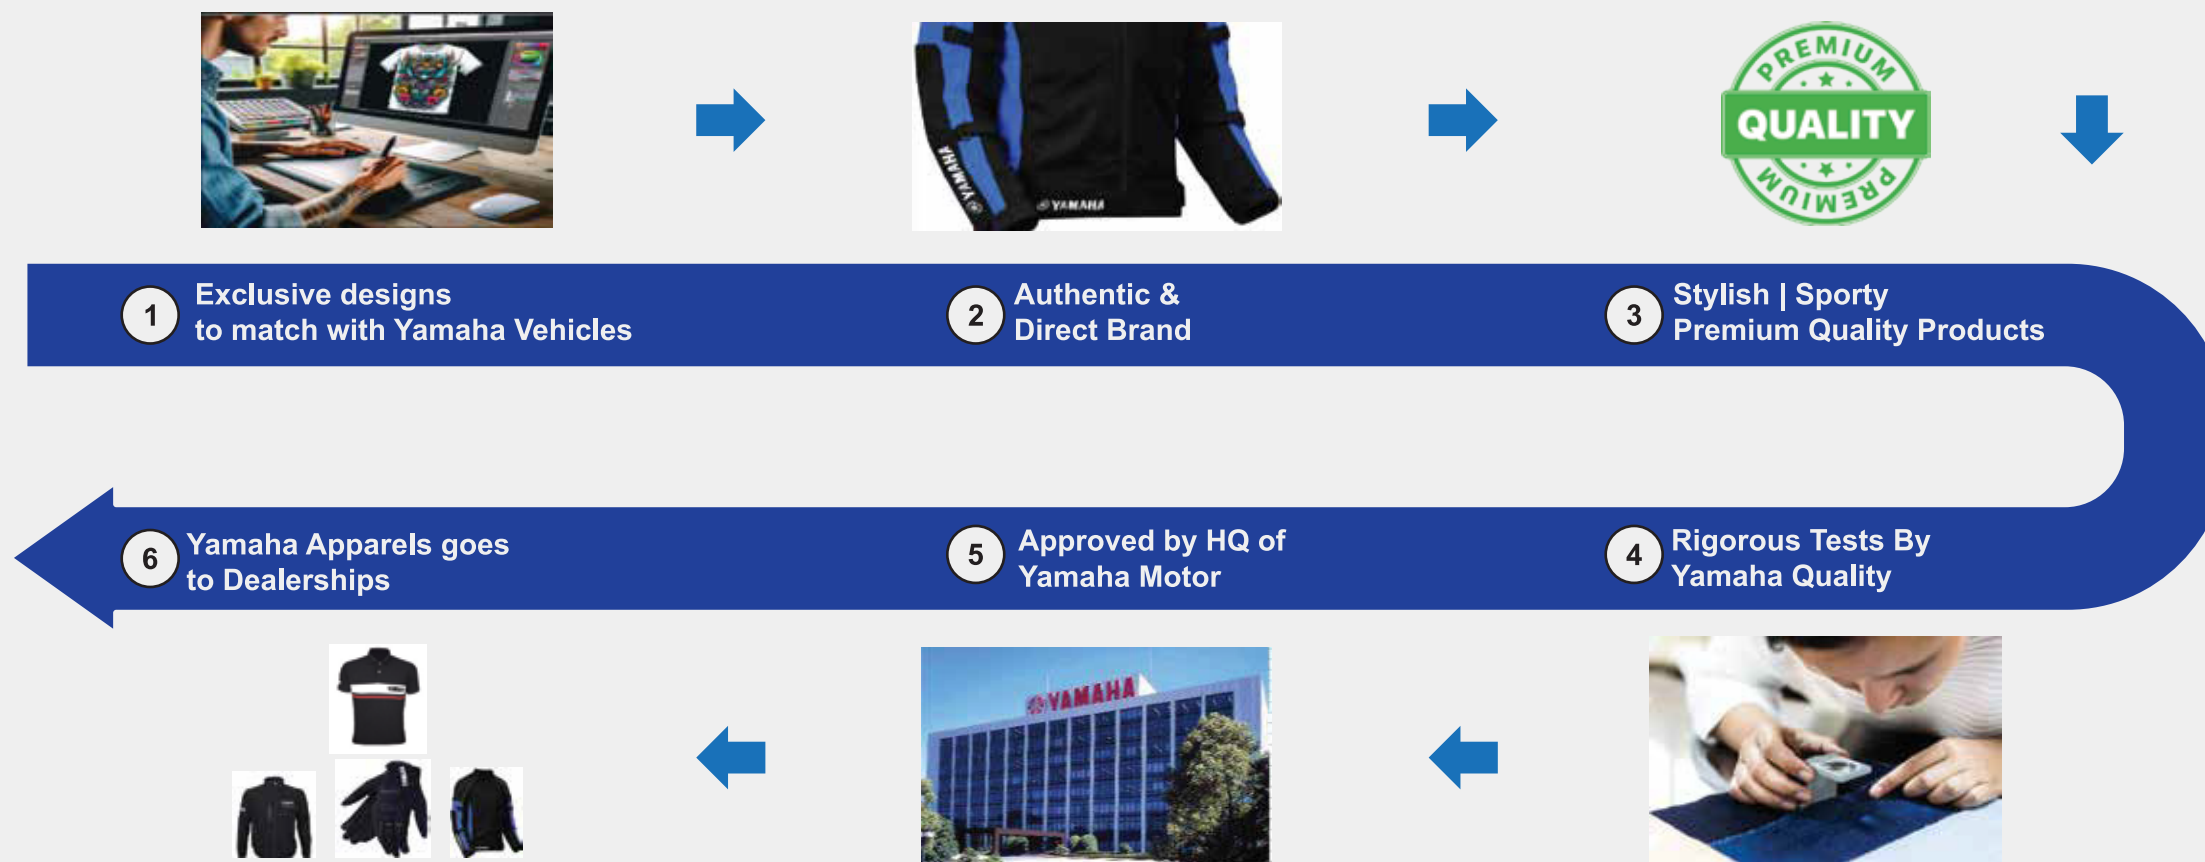 PREMIUM
QUALITY
PREMIUM
YAMAHA
YAMAHA
1
Exclusive designs
to match with Yamaha Vehicles
2
Authentic &
Direct Brand
3
Stylish | Sporty
Premium Quality Products
6
Yamaha Apparels goes
to Dealerships
5
Approved by HQ of
Yamaha Motor
4
Rigorous Tests By
Yamaha Quality
YAMAHA